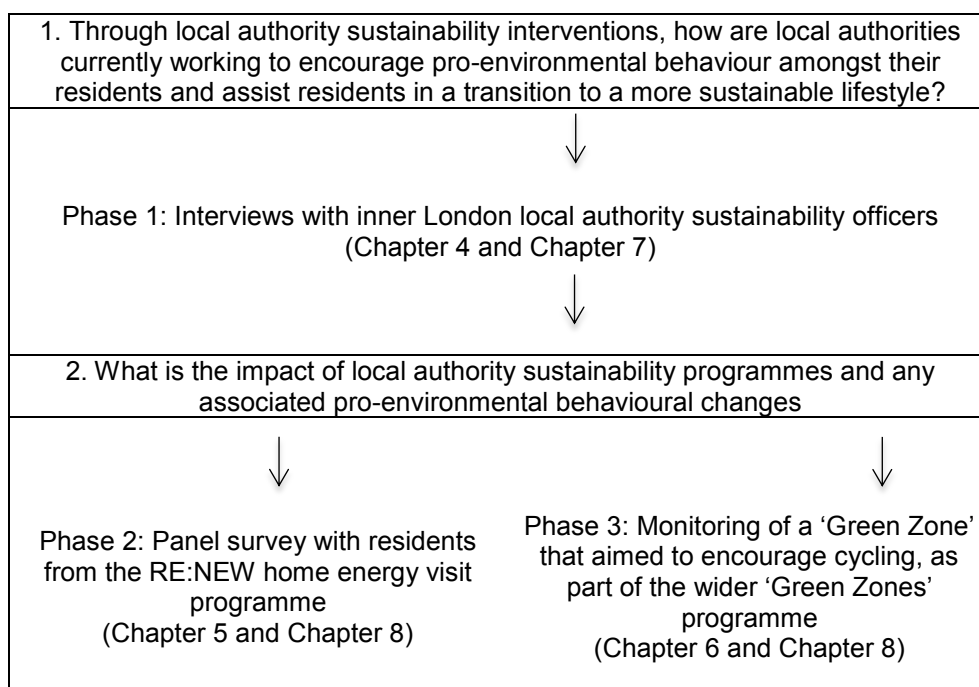 1. Through local authority sustainability interventions, how are local authorities
currently working to encourage pro-environmental behaviour amongst their
residents and assist residents in a transition to a more sustainable lifestyle?
Phase 1: Interviews with inner London local authority sustainability officers
(Chapter 4 and Chapter 7)
2. What is the impact of local authority sustainability programmes and any
associated pro-environmental behavioural changes
Phase 2: Panel survey with residents
from the RE:NEW home energy visit
programme
(Chapter 5 and Chapter 8)
Phase 3: Monitoring of a ‘Green Zone’
that aimed to encourage cycling, as
part of the wider ‘Green Zones’
programme
(Chapter 6 and Chapter 8)